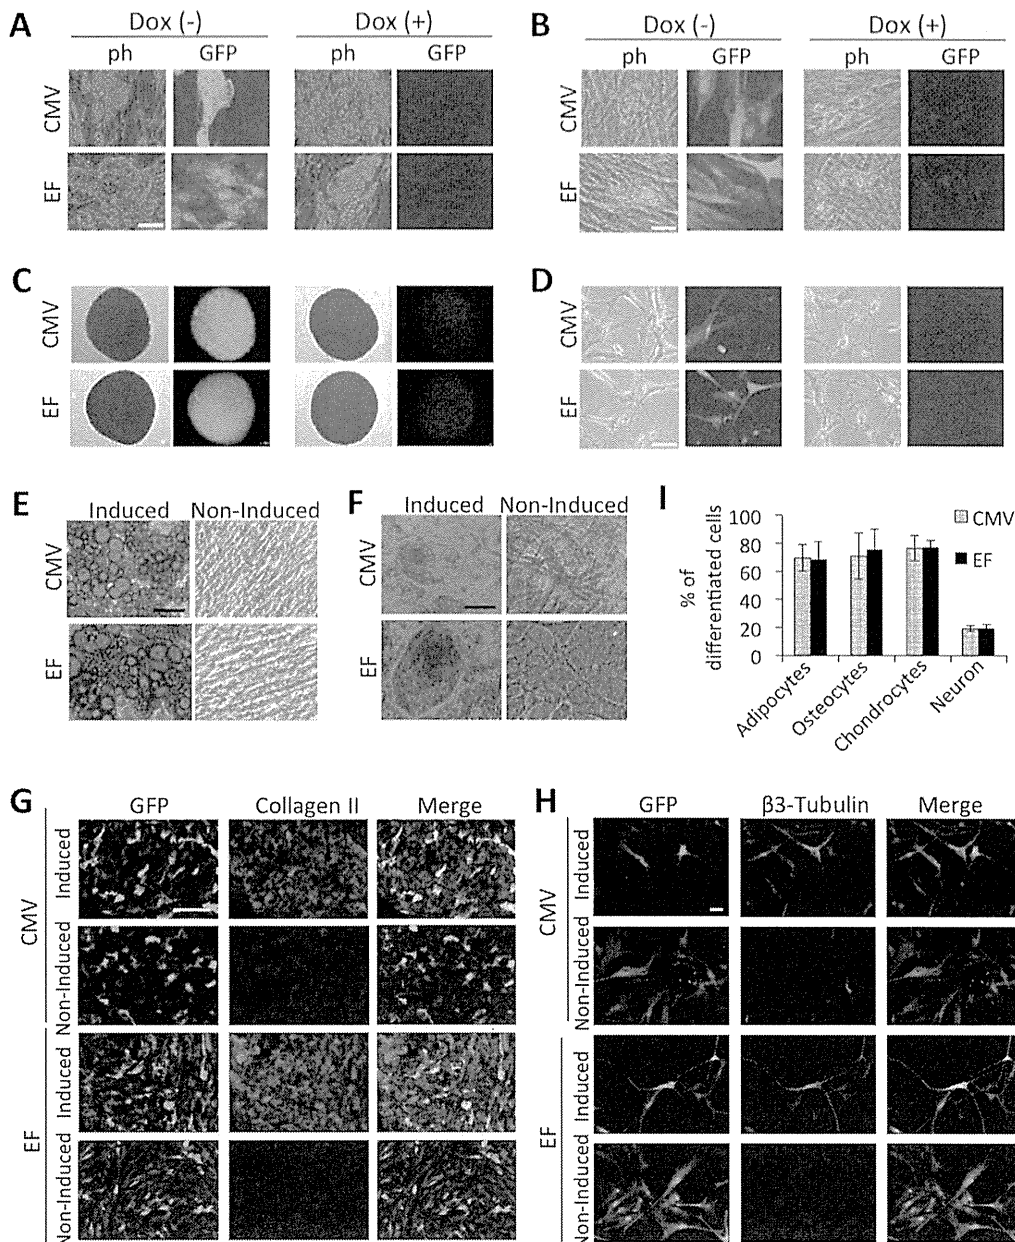 A
Dox (-)
Dox (+)
ph
GFP
ph
GFP
CMV
EF
B
Dox (-)
Dox (+)
ph
GFP
ph
GFP
CMV
EF
C
CMV
EF
D
CMV
EF
E
Induced
Non-Induced
CMV
EF
F
Induced
Non-Induced
CMV
EF
I
% of
differentiated cells
100
80
60
40
20
0
CMV
EF
Adipocytes
Osteocytes
Chondrocytes
Neuron
G
GFP
Collagen II
Merge
CMV
Induced
Non-Induced
EF
Induced
Non-Induced
H
GFP
β3-Tubulin
Merge
CMV
Induced
Non-Induced
EF
Induced
Non-Induced